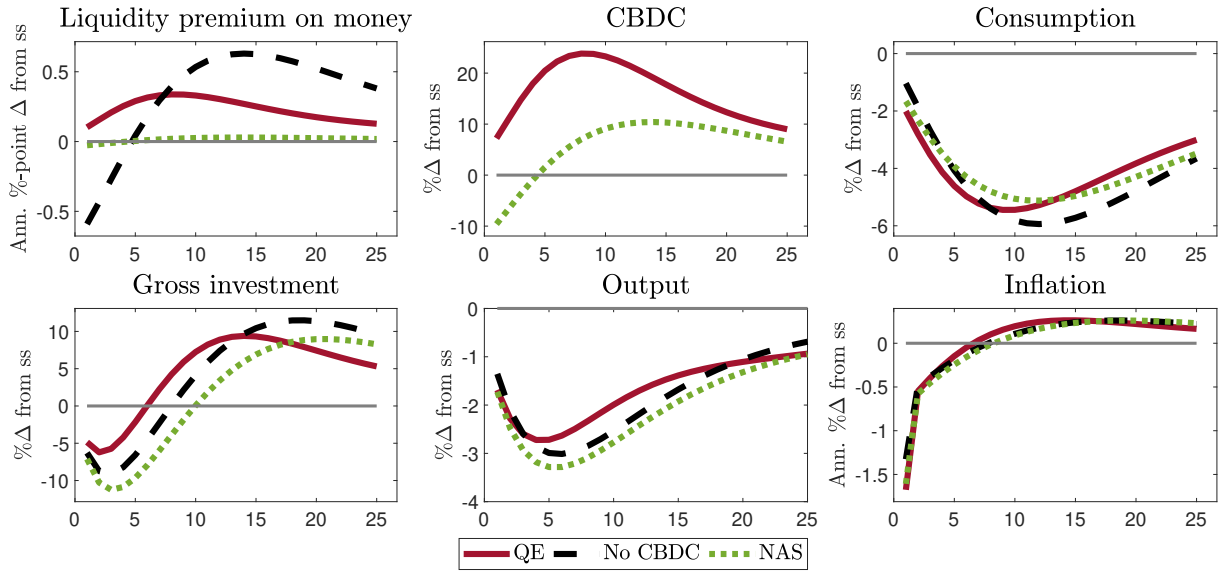 Liquidity premium on money
CBDC
Consumption
Ann. %-point Δ from ss
0.5
0
-0.5
0 5 10 15 20 25
%Δ from ss
20
10
0
-10
0 5 10 15 20 25
%Δ from ss
0
-2
-4
-6
0 5 10 15 20 25
Gross investment
Output
Inflation
%Δ from ss
10
5
0
-5
-10
0 5 10 15 20 25
%Δ from ss
0
-1
-2
-3
-4
0 5 10 15 20 25
Ann. %Δ from ss
0
-0.5
-1.0
-1.5
0 5 10 15 20 25
QE No CBDC NAS